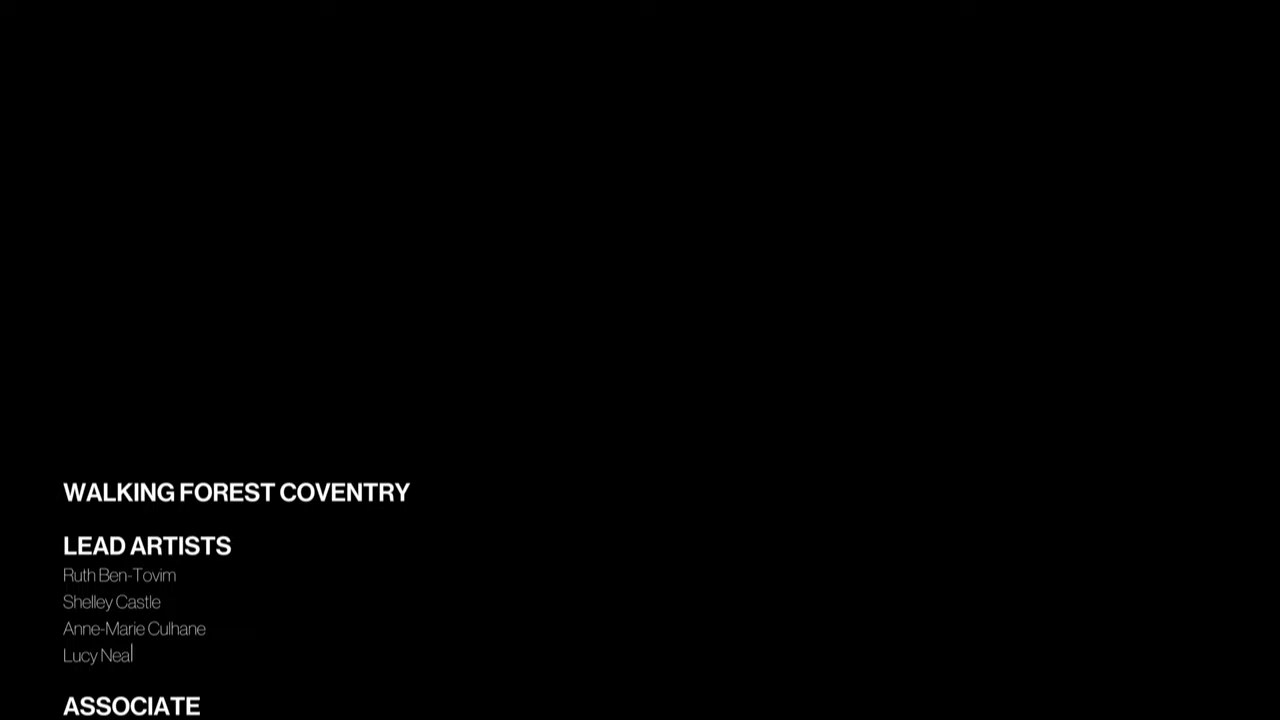 WALKING FOREST COVENTRY
LEAD ARTISTS
Ruth Ben-Tovim
Shelley Castle
Anne-Marie Culhane
Lucy Neal
ASSOCIATE